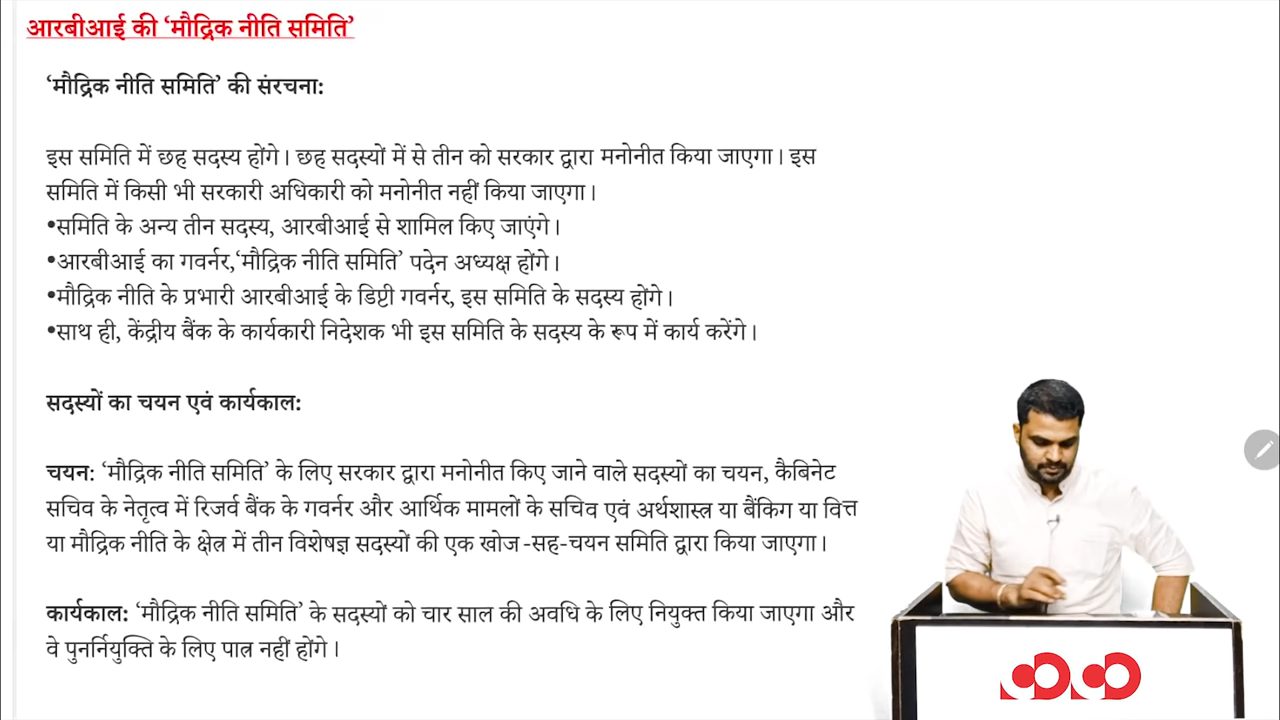 आरबीआई की ‘मौद्रिक नीति समिति’
‘मौद्रिक नीति समिति’ की संरचना:
इस समिति में छह सदस्य होंगे। छह सदस्यों में से तीन को सरकार द्वारा मनोनीत किया जाएगा। इस
समिति में किसी भी सरकारी अधिकारी को मनोनीत नहीं किया जाएगा।
•समिति के अन्य तीन सदस्य, आरबीआई से शामिल किए जाएंगे।
•आरबीआई का गवर्नर,‘मौद्रिक नीति समिति’ पदेन अध्यक्ष होंगे।
•मौद्रिक नीति के प्रभारी आरबीआई के डिप्टी गवर्नर, इस समिति के सदस्य होंगे।
•साथ ही, केंद्रीय बैंक के कार्यकारी निदेशक भी इस समिति के सदस्य के रूप में कार्य करेंगे।
सदस्यों का चयन एवं कार्यकाल:
चयन: ‘मौद्रिक नीति समिति’ के लिए सरकार द्वारा मनोनीत किए जाने वाले सदस्यों का चयन, कैबिनेट
सचिव के नेतृत्व में रिजर्व बैंक के गवर्नर और आर्थिक मामलों के सचिव एवं अर्थशास्त्र या बैंकिग या वित्त
या मौद्रिक नीति के क्षेत्र में तीन विशेषज्ञ सदस्यों की एक खोज-सह-चयन समिति द्वारा किया जाएगा।
कार्यकाल: ‘मौद्रिक नीति समिति’ के सदस्यों को चार साल की अवधि के लिए नियुक्त किया जाएगा और
वे पुनर्नियुक्ति के लिए पात्र नहीं होंगे।